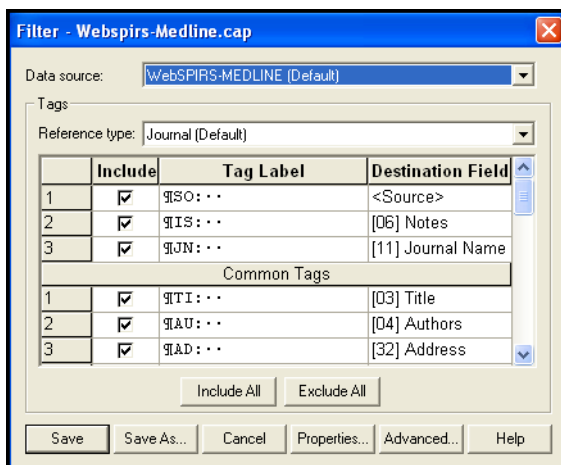 Filter - Webspirs-Medline.cap
Data source: WebSPIRS-MEDLINE (Default)
Tags
Reference type: Journal (Default)
Include Tag Label Destination Field
1 ¶SO:·· <Source>
2 ¶IS:·· [06] Notes
3 ¶JN:·· [11] Journal Name
Common Tags
1 ¶TI:·· [03] Title
2 ¶AU:·· [04] Authors
3 ¶AD:·· [32] Address
Include All Exclude All
Save Save As... Cancel Properties... Advanced... Help